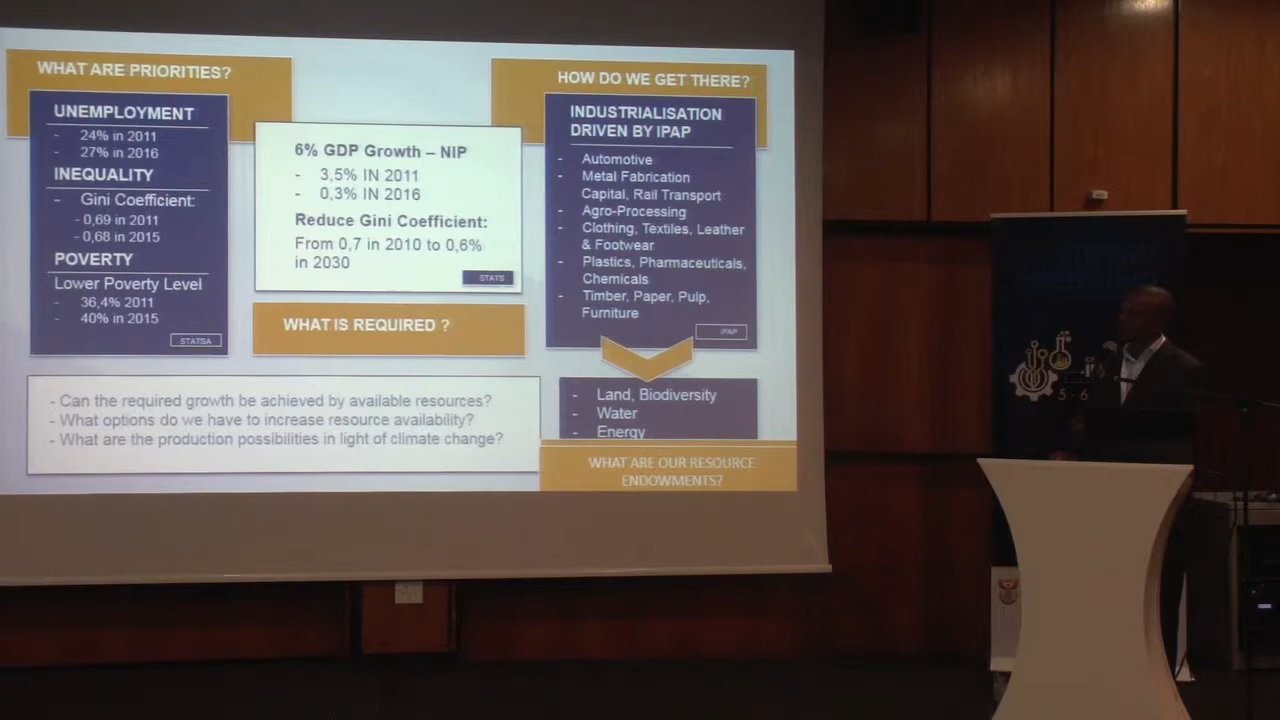 WHAT ARE PRIORITIES?
UNEMPLOYMENT
- 24% in 2011
- 27% in 2016
INEQUALITY
- Gini Coefficient:
- 0,69 in 2011
- 0,68 in 2015
POVERTY
Lower Poverty Level
- 36,4% 2011
- 40% in 2015
STATSA
6% GDP Growth – NIP
- 3,5% IN 2011
- 0,3% IN 2016
Reduce Gini Coefficient:
From 0,7 in 2010 to 0,6%
in 2030
STATS
WHAT IS REQUIRED ?
HOW DO WE GET THERE?
INDUSTRIALISATION
DRIVEN BY IPAP
- Automotive
- Metal Fabrication
Capital, Rail Transport
- Agro-Processing
- Clothing, Textiles, Leather
& Footwear
- Plastics, Pharmaceuticals,
Chemicals
- Timber, Paper, Pulp,
Furniture
IPAP
- Can the required growth be achieved by available resources?
- What options do we have to increase resource availability?
- What are the production possibilities in light of climate change?
- Land, Biodiversity
- Water
- Energy
WHAT ARE OUR RESOURCE
ENDOWMENTS?
5 - 6